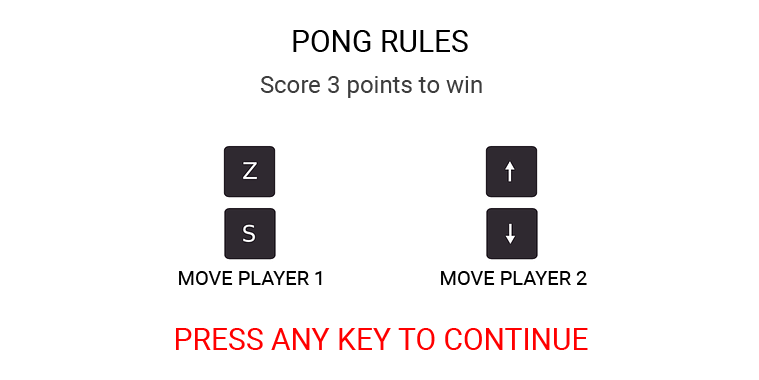 PONG RULES
Score 3 points to win
Z ↑
S ↓
MOVE PLAYER 1 MOVE PLAYER 2
PRESS ANY KEY TO CONTINUE